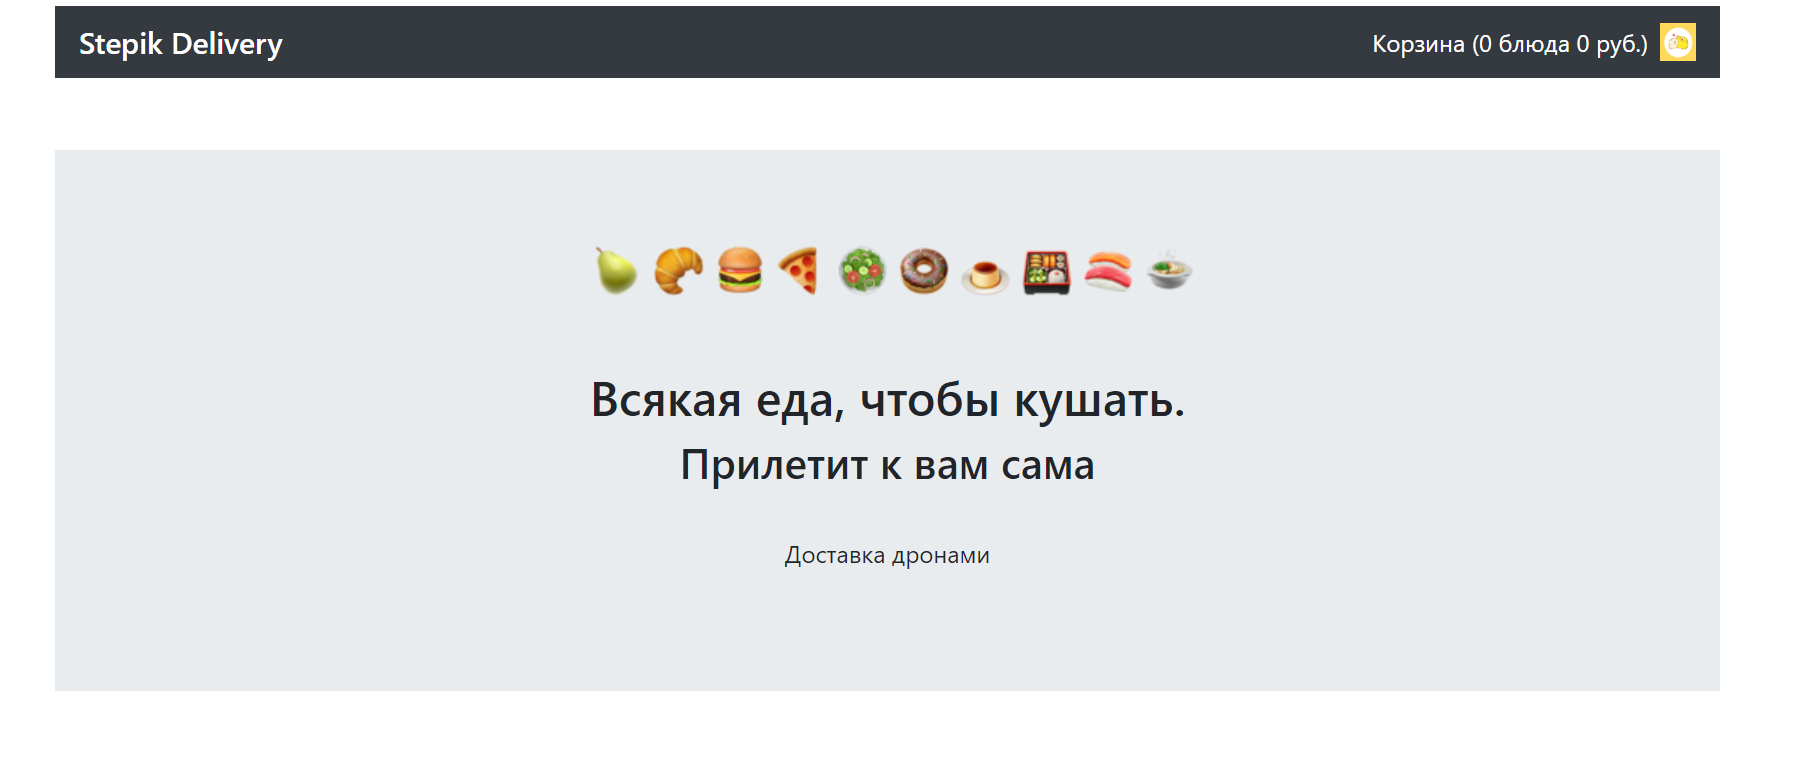 Stepik Delivery
Корзина (0 блюда 0 руб.)
Всякая еда, чтобы кушать.
Прилетит к вам сама
Доставка дронами